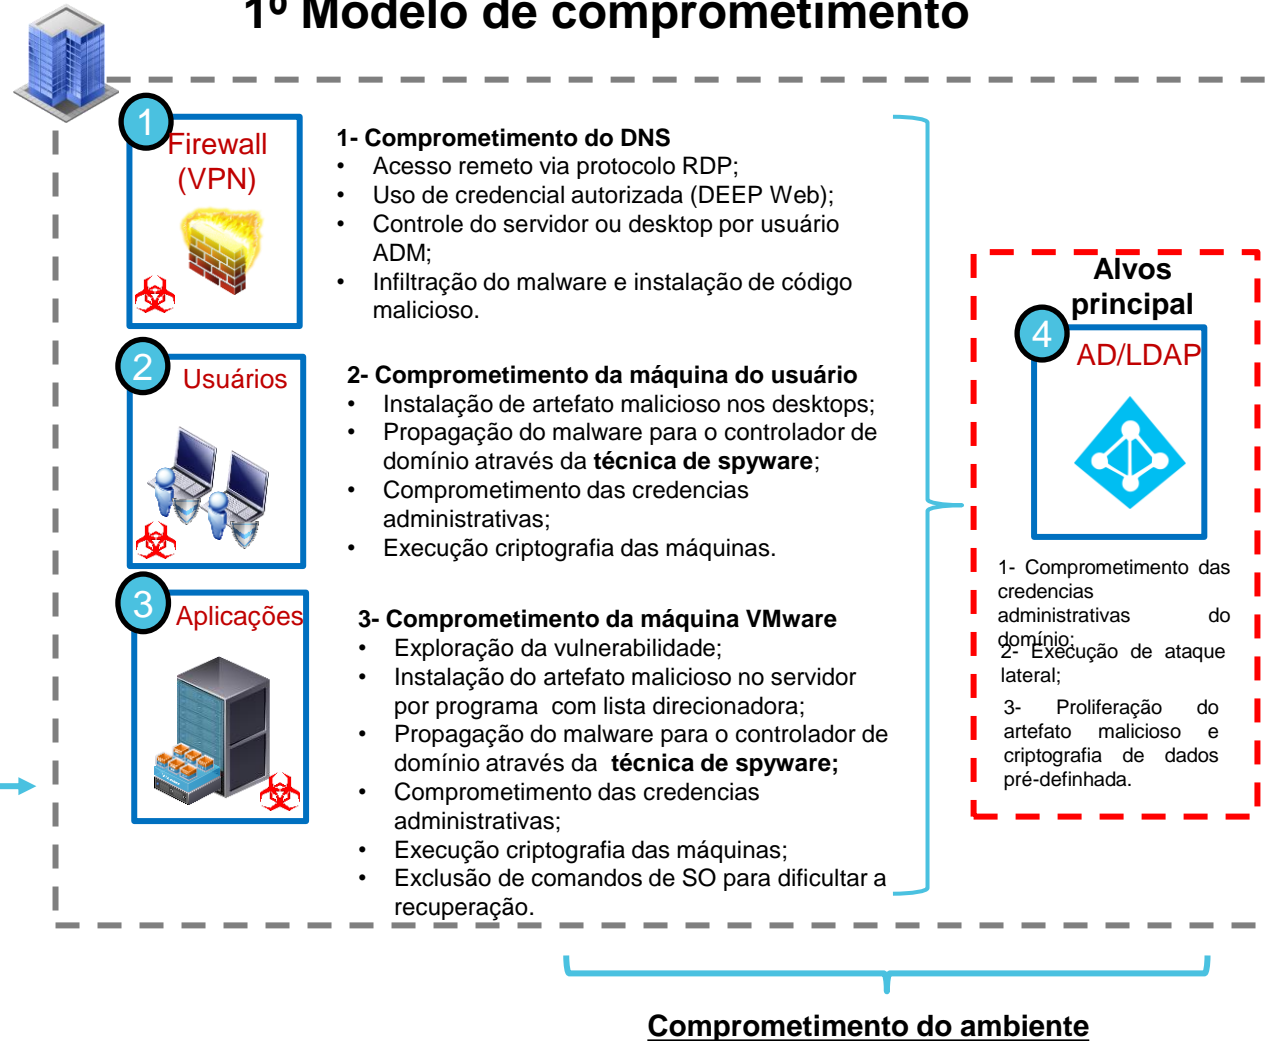 1º Modelo de comprometimento
1
Firewall
(VPN)
1- Comprometimento do DNS
• Acesso remeto via protocolo RDP;
• Uso de credencial autorizada (DEEP Web);
• Controle do servidor ou desktop por usuário
ADM;
• Infiltração do malware e instalação de código
malicioso.
2
Usuários
2- Comprometimento da máquina do usuário
• Instalação de artefato malicioso nos desktops;
• Propagação do malware para o controlador de
domínio através da técnica de spyware;
• Comprometimento das credencias
administrativas;
• Execução criptografia das máquinas.
3
Aplicações
3- Comprometimento da máquina VMware
• Exploração da vulnerabilidade;
• Instalação do artefato malicioso no servidor
por programa com lista direcionadora;
• Propagação do malware para o controlador de
domínio através da técnica de spyware;
• Comprometimento das credencias
administrativas;
• Execução criptografia das máquinas;
• Exclusão de comandos de SO para dificultar a
recuperação.
Alvos
principal
4
AD/LDAP
1- Comprometimento das
credencias
administrativas do
domínio;
2- Execução de ataque
lateral;
3- Proliferação do
artefato malicioso e
criptografia de dados
pré-definhada.
Comprometimento do ambiente